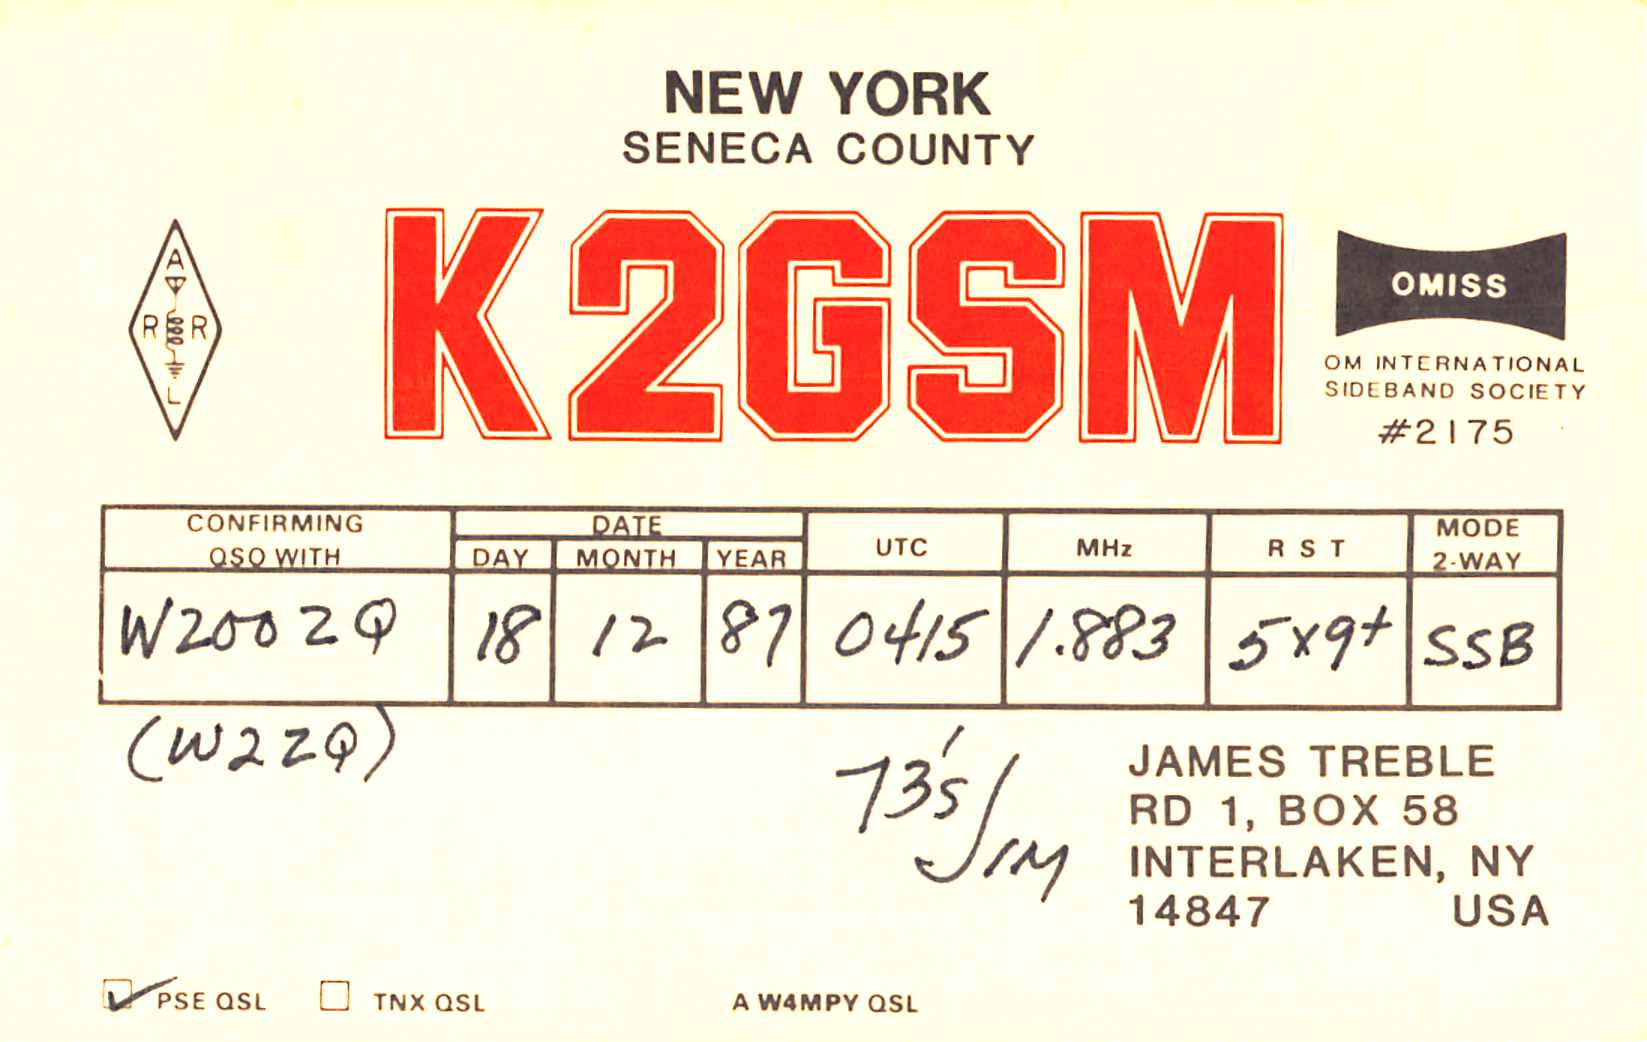 NEW YORK
SENECA COUNTY
A
R R
L
K2GSM
OMISS
OM INTERNATIONAL
SIDEBAND SOCIETY
#2175
CONFIRMING
QSO WITH
DATE
DAY MONTH YEAR
UTC
MHz
R S T
MODE
2-WAY
W200ZQ 18 12 87 0415 1.883 5x9+ SSB
(W2ZQ)
73's
JIM
JAMES TREBLE
RD 1, BOX 58
INTERLAKEN, NY
14847 USA
PSE QSL TNX QSL A W4MPY QSL